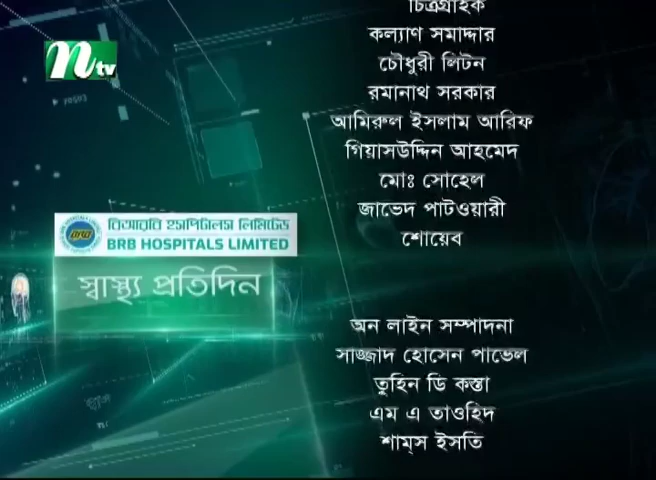 ntv
চিত্রগ্রাহক
কল্যাণ সমাদ্দার
চৌধুরী লিটন
রমানাথ সরকার
আমিরুল ইসলাম আরিফ
গিয়াসউদ্দিন আহমেদ
মোঃ সোহেল
জাভেদ পাটওয়ারী
শোয়েব
বিআরবি হসপিটালস লিমিটেড
BRB HOSPITALS LIMITED
স্বাস্থ্য প্রতিদিন
অন লাইন সম্পাদনা
সাজ্জাদ হোসেন পাভেল
তুহিন ডি কস্তা
এম এ তাওহিদ
শাম্‌স ইসতি